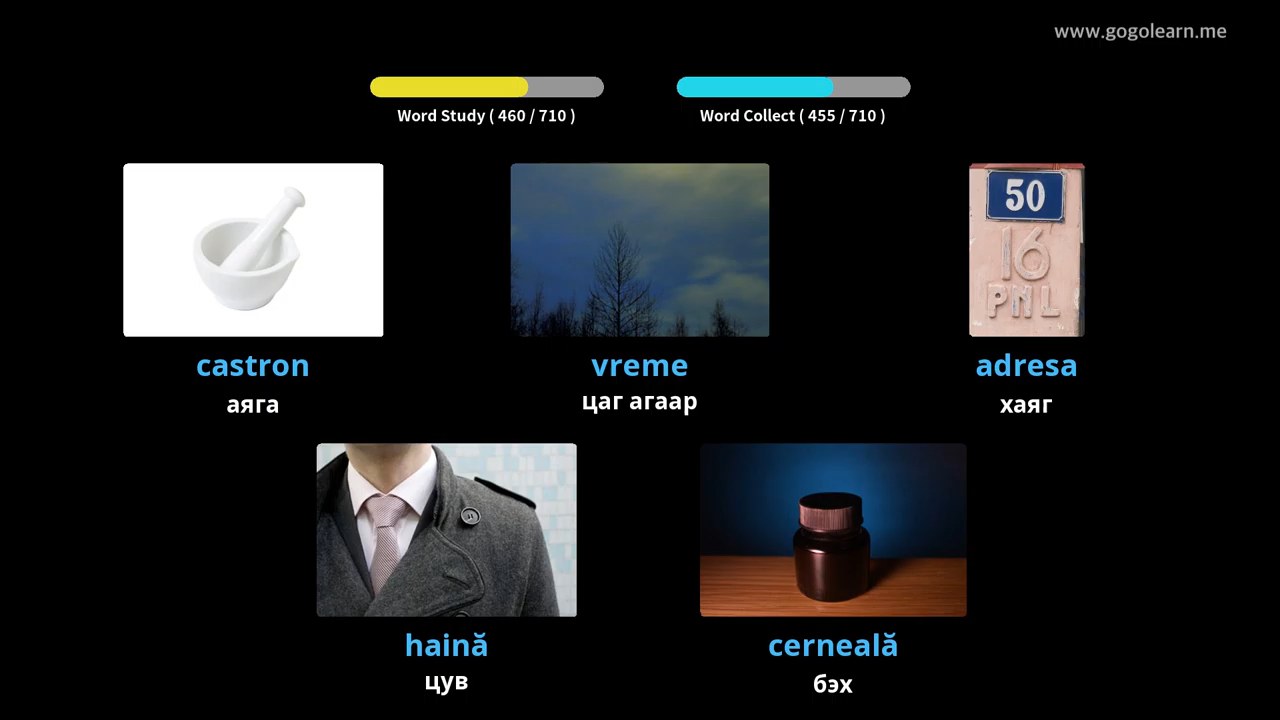 www.gogolearn.me
Word Study ( 460 / 710 )
Word Collect ( 455 / 710 )
50
16
PNL
castron
vreme
adresa
аяга
цаг агаар
хаяг
haină
cerneală
цув
бэх